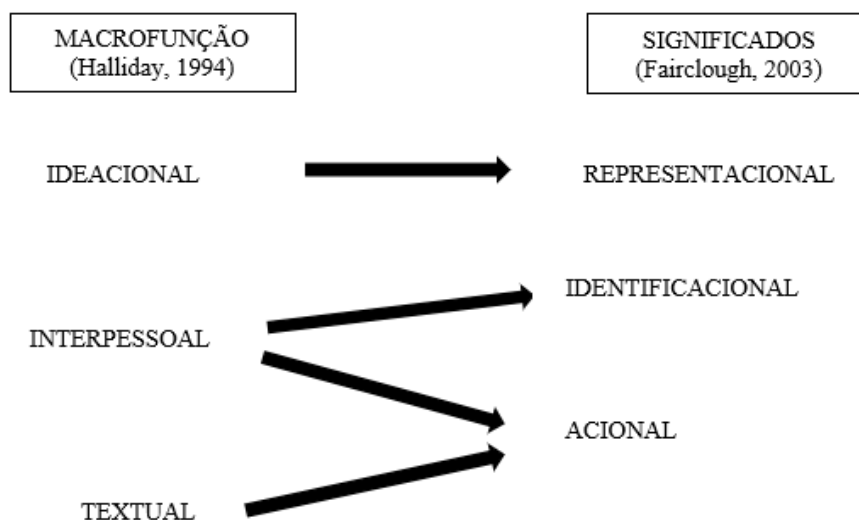 MACROFUNÇÃO
(Halliday, 1994)
SIGNIFICADOS
(Fairclough, 2003)
IDEACIONAL
REPRESENTACIONAL
IDENTIFICACIONAL
INTERPESSOAL
ACIONAL
TEXTUAL